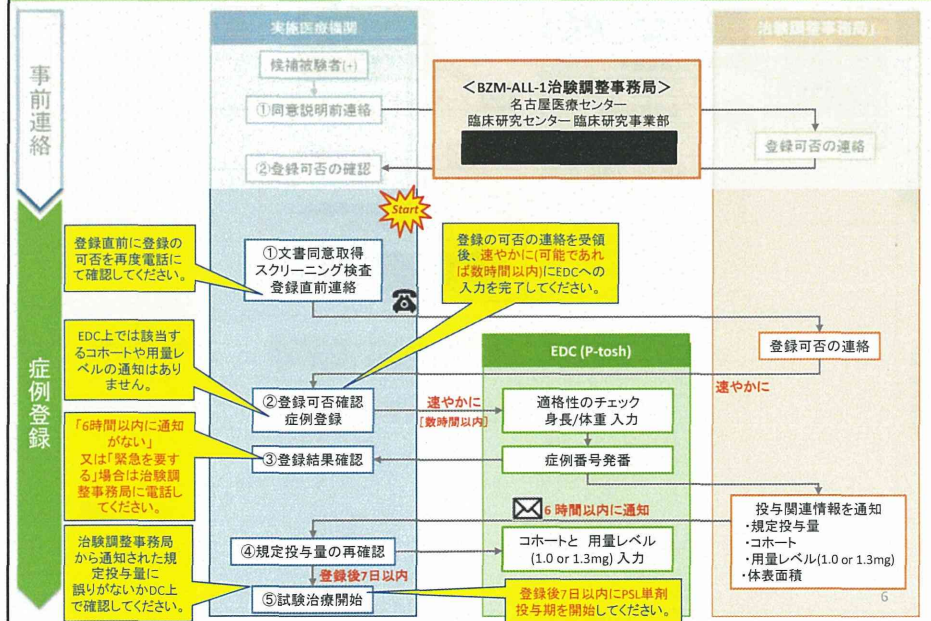 実施医療機関
治験調整事務局」
事前連絡
候補被験者(+)
①同意説明前連絡
②登録可否の確認
＜BZM-ALL-1治験調整事務局＞
名古屋医療センター
臨床研究センター 臨床研究事業部
登録可否の連絡
Start
症例登録
登録直前に登録の
可否を再度電話に
て確認してください。
①文書同意取得
スクリーニング検査
登録直前連絡
登録の可否の連絡を受領
後、速やかに(可能であれ
ば数時間以内)にEDCへの
入力を完了してください。
登録可否の連絡
速やかに
EDC上では該当す
るコホートや用量レ
ベルの通知はあり
ません。
EDC (P-tosh)
②登録可否確認
症例登録
速やかに
[数時間以内]
適格性のチェック
身長/体重 入力
「6時間以内に通知
がない」
又は「緊急を要す
る」場合は治験調
整事務局に電話し
てください。
③登録結果確認
症例番号発番
6 時間以内に通知
投与関連情報を通知
・規定投与量
・コホート
・用量レベル(1.0 or 1.3mg)
・体表面積
治験調整事務局
から通知された規
定投与量に
誤りがないかDC上
で確認してください。
④規定投与量の再確認
コホートと 用量レベル
(1.0 or 1.3mg) 入力
登録後7日以内
⑤試験治療開始
登録後7日以内にPSL単剤
投与期を開始してください。
6